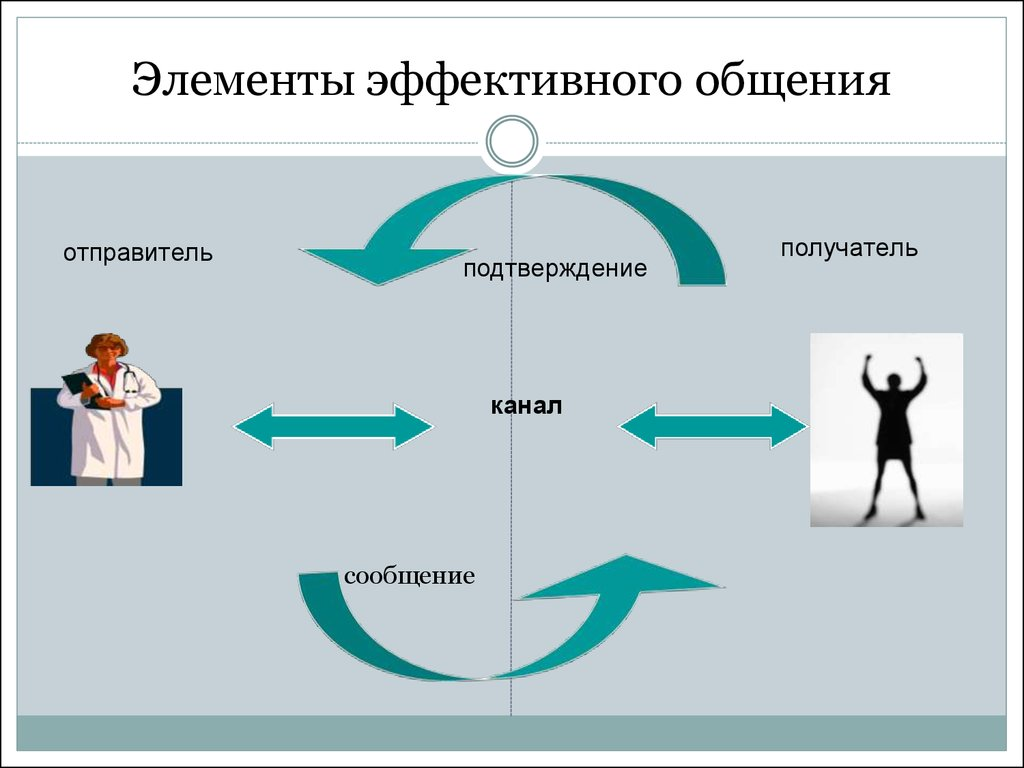 Элементы эффективного общения
отправитель
получатель
подтверждение
канал
сообщение